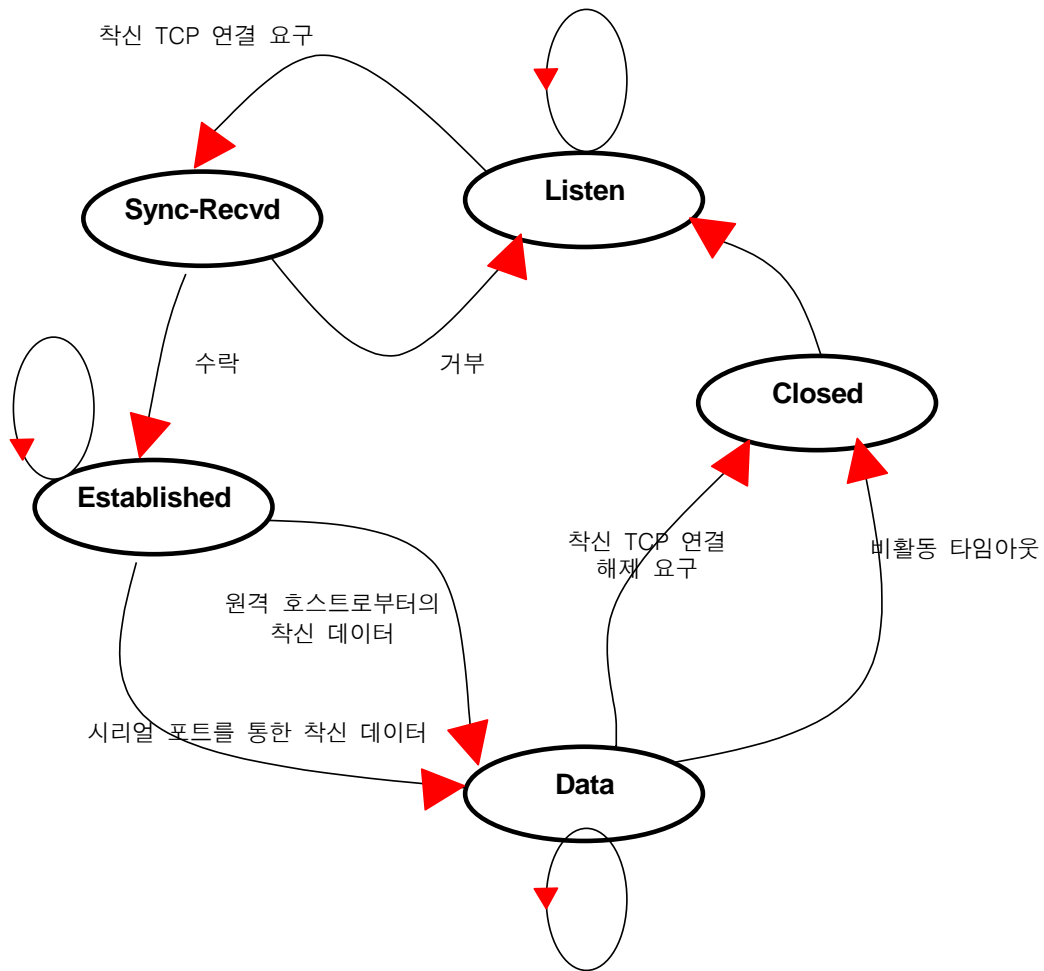 착신 TCP 연결 요구
Listen
Sync-Recvd
수락
거부
Closed
Established
착신 TCP 연결
해제 요구
비활동 타임아웃
원격 호스트로부터의
착신 데이터
시리얼 포트를 통한 착신 데이터
Data